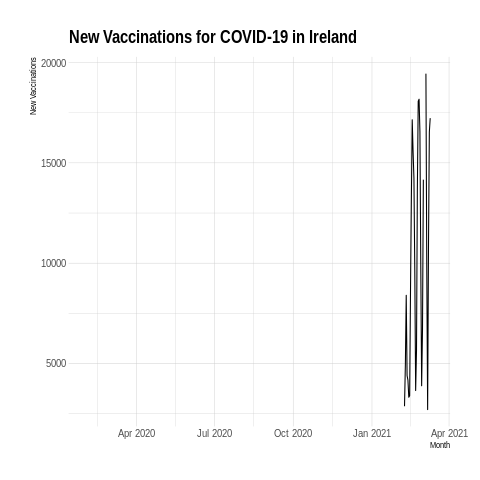 New Vaccinations for COVID-19 in Ireland
New Vaccinations
20000
15000
10000
5000
Apr 2020 Jul 2020 Oct 2020 Jan 2021 Apr 2021
Month